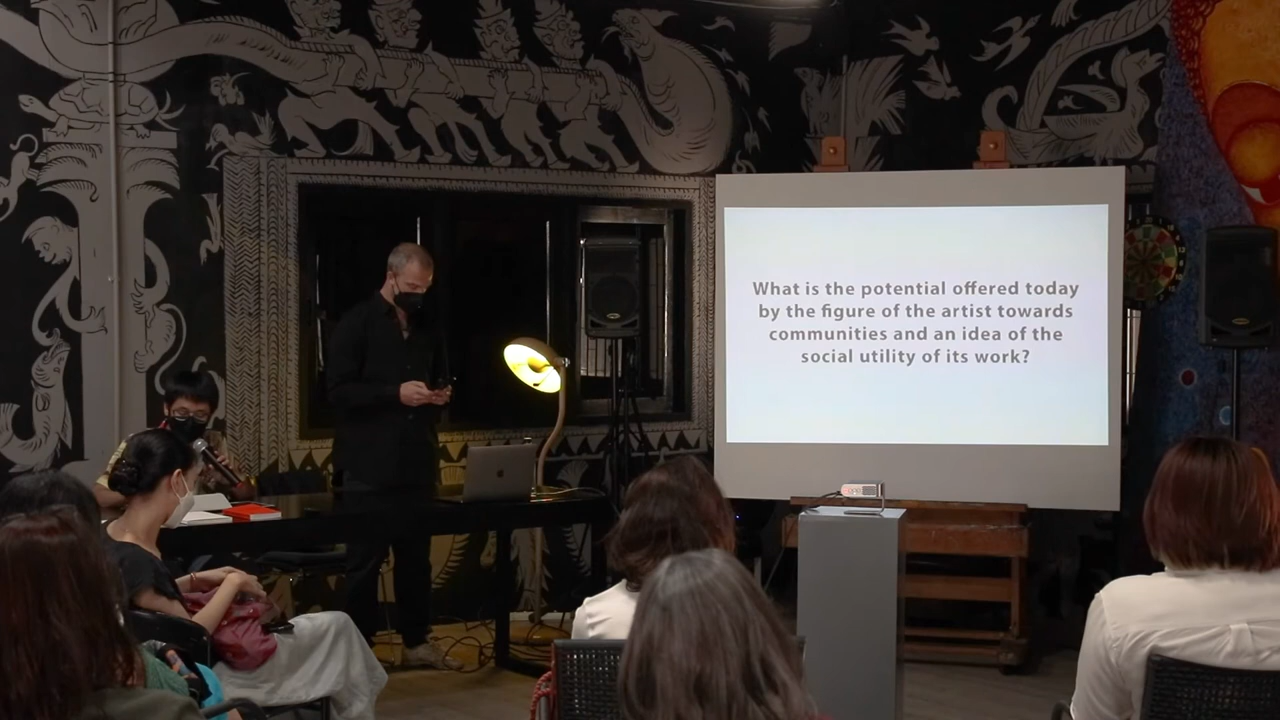 What is the potential offered today
by the figure of the artist towards
communities and an idea of the
social utility of its work?